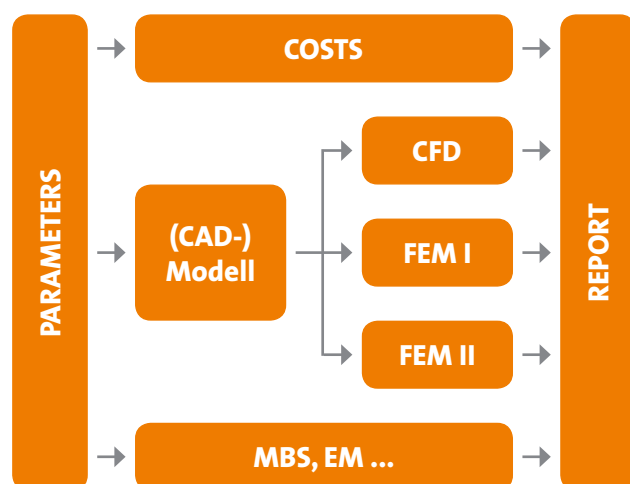 PARAMETERS
COSTS
(CAD-)
Modell
CFD
FEM I
FEM II
MBS, EM ...
REPORT